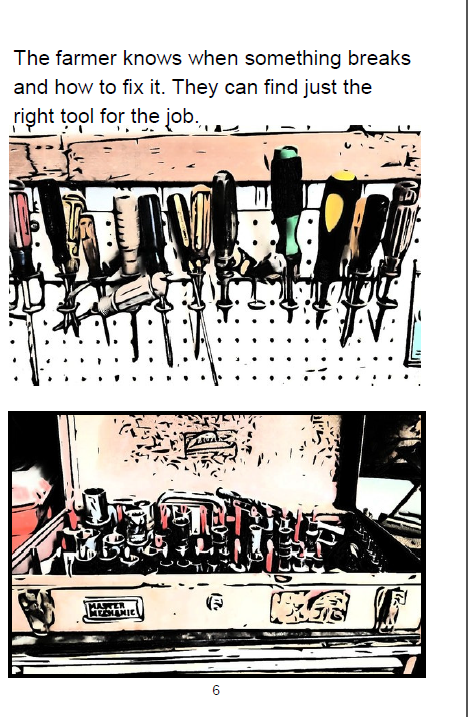 The farmer knows when something breaks
and how to fix it. They can find just the
right tool for the job.
MASTER
MECHANIC
6